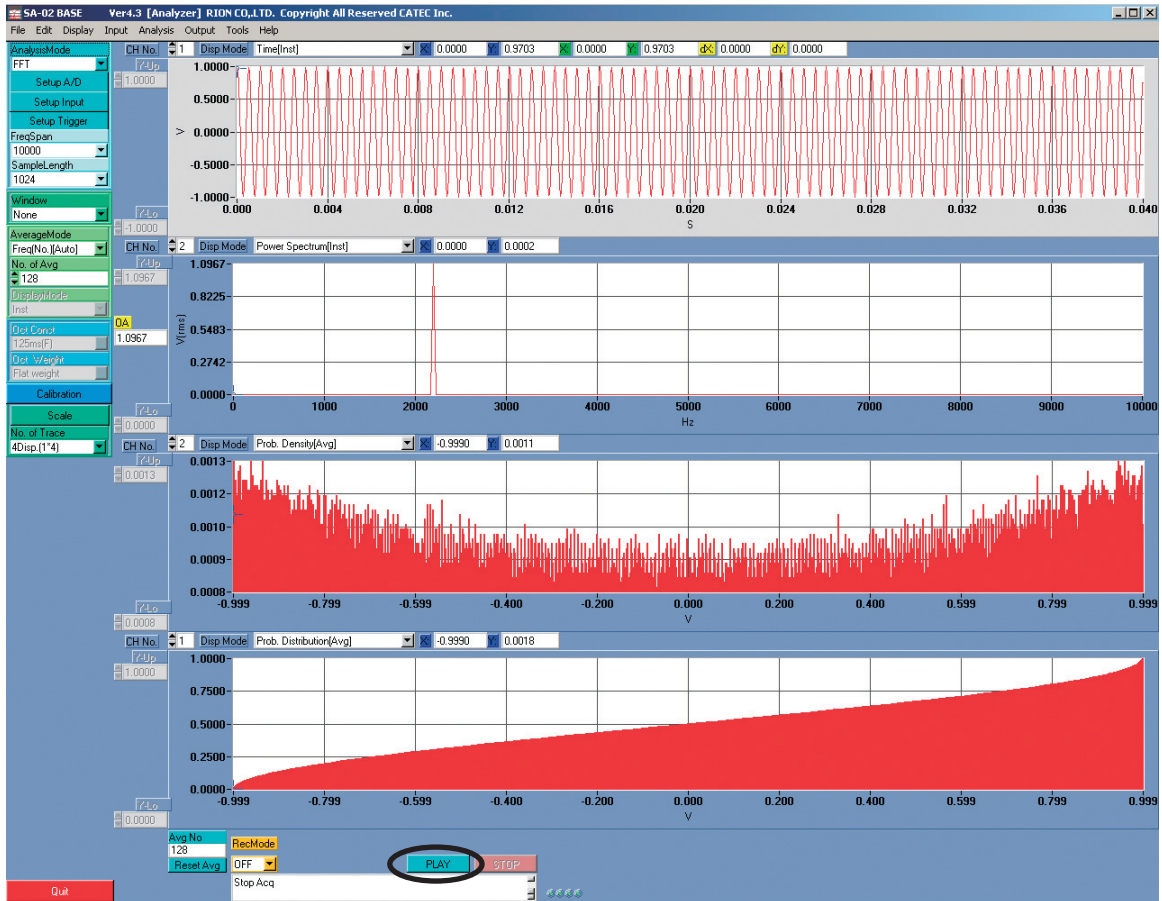 SA-02 BASE Ver4.3 [Analyzer] RION CO,.LTD. Copyright All Reserved CATEC Inc.
File Edit Display Input Analysis Output Tools Help
AnalysisMode
FFT
Setup A/D
Setup Input
Setup Trigger
FreqSpan
10000
SampleLength
1024
Window
None
AverageMode
Freq(No.)[Auto]
No. of Avg
128
DisplayMode
Inst
Oct Const
125ms(F)
Oct Weight
Flat weight
Calibration
Scale
No. of Trace
4Disp.(1*4)
CH No. 1 Disp Mode Time[Inst] X: 0.0000 Y: 0.9703 X: 0.0000 Y: 0.9703 dX: 0.0000 dY: 0.0000
Y-Up
1.0000
1.0000
0.5000
V 0.0000
-0.5000
-1.0000
Y-Lo
-1.0000
0.000 0.004 0.008 0.012 0.016 0.020 0.024 0.028 0.032 0.036 0.040
S
CH No. 2 Disp Mode Power Spectrum[Inst] X: 0.0000 Y: 0.0002
Y-Up
1.0967
1.0967
0.8225
OA
1.0967
V(rms) 0.5483
0.2742
0.0000
Y-Lo
0.0000
0 1000 2000 3000 4000 5000 6000 7000 8000 9000 10000
Hz
CH No. 2 Disp Mode Prob. Density[Avg] X: -0.9990 Y: 0.0011
Y-Up
0.0013
0.0013
0.0012
0.0010
0.0009
0.0008
Y-Lo
0.0008
-0.999 -0.799 -0.599 -0.400 -0.200 0.000 0.200 0.400 0.599 0.799 0.999
V
CH No. 1 Disp Mode Prob. Distribution[Avg] X: -0.9990 Y: 0.0018
Y-Up
1.0000
1.0000
0.7500
0.5000
0.2500
0.0000
Y-Lo
0.0000
-0.999 -0.799 -0.599 -0.400 -0.200 0.000 0.200 0.400 0.599 0.799 0.999
V
Avg No
128
Reset Avg
RecMode
OFF
PLAY STOP
Stop Acq
Quit